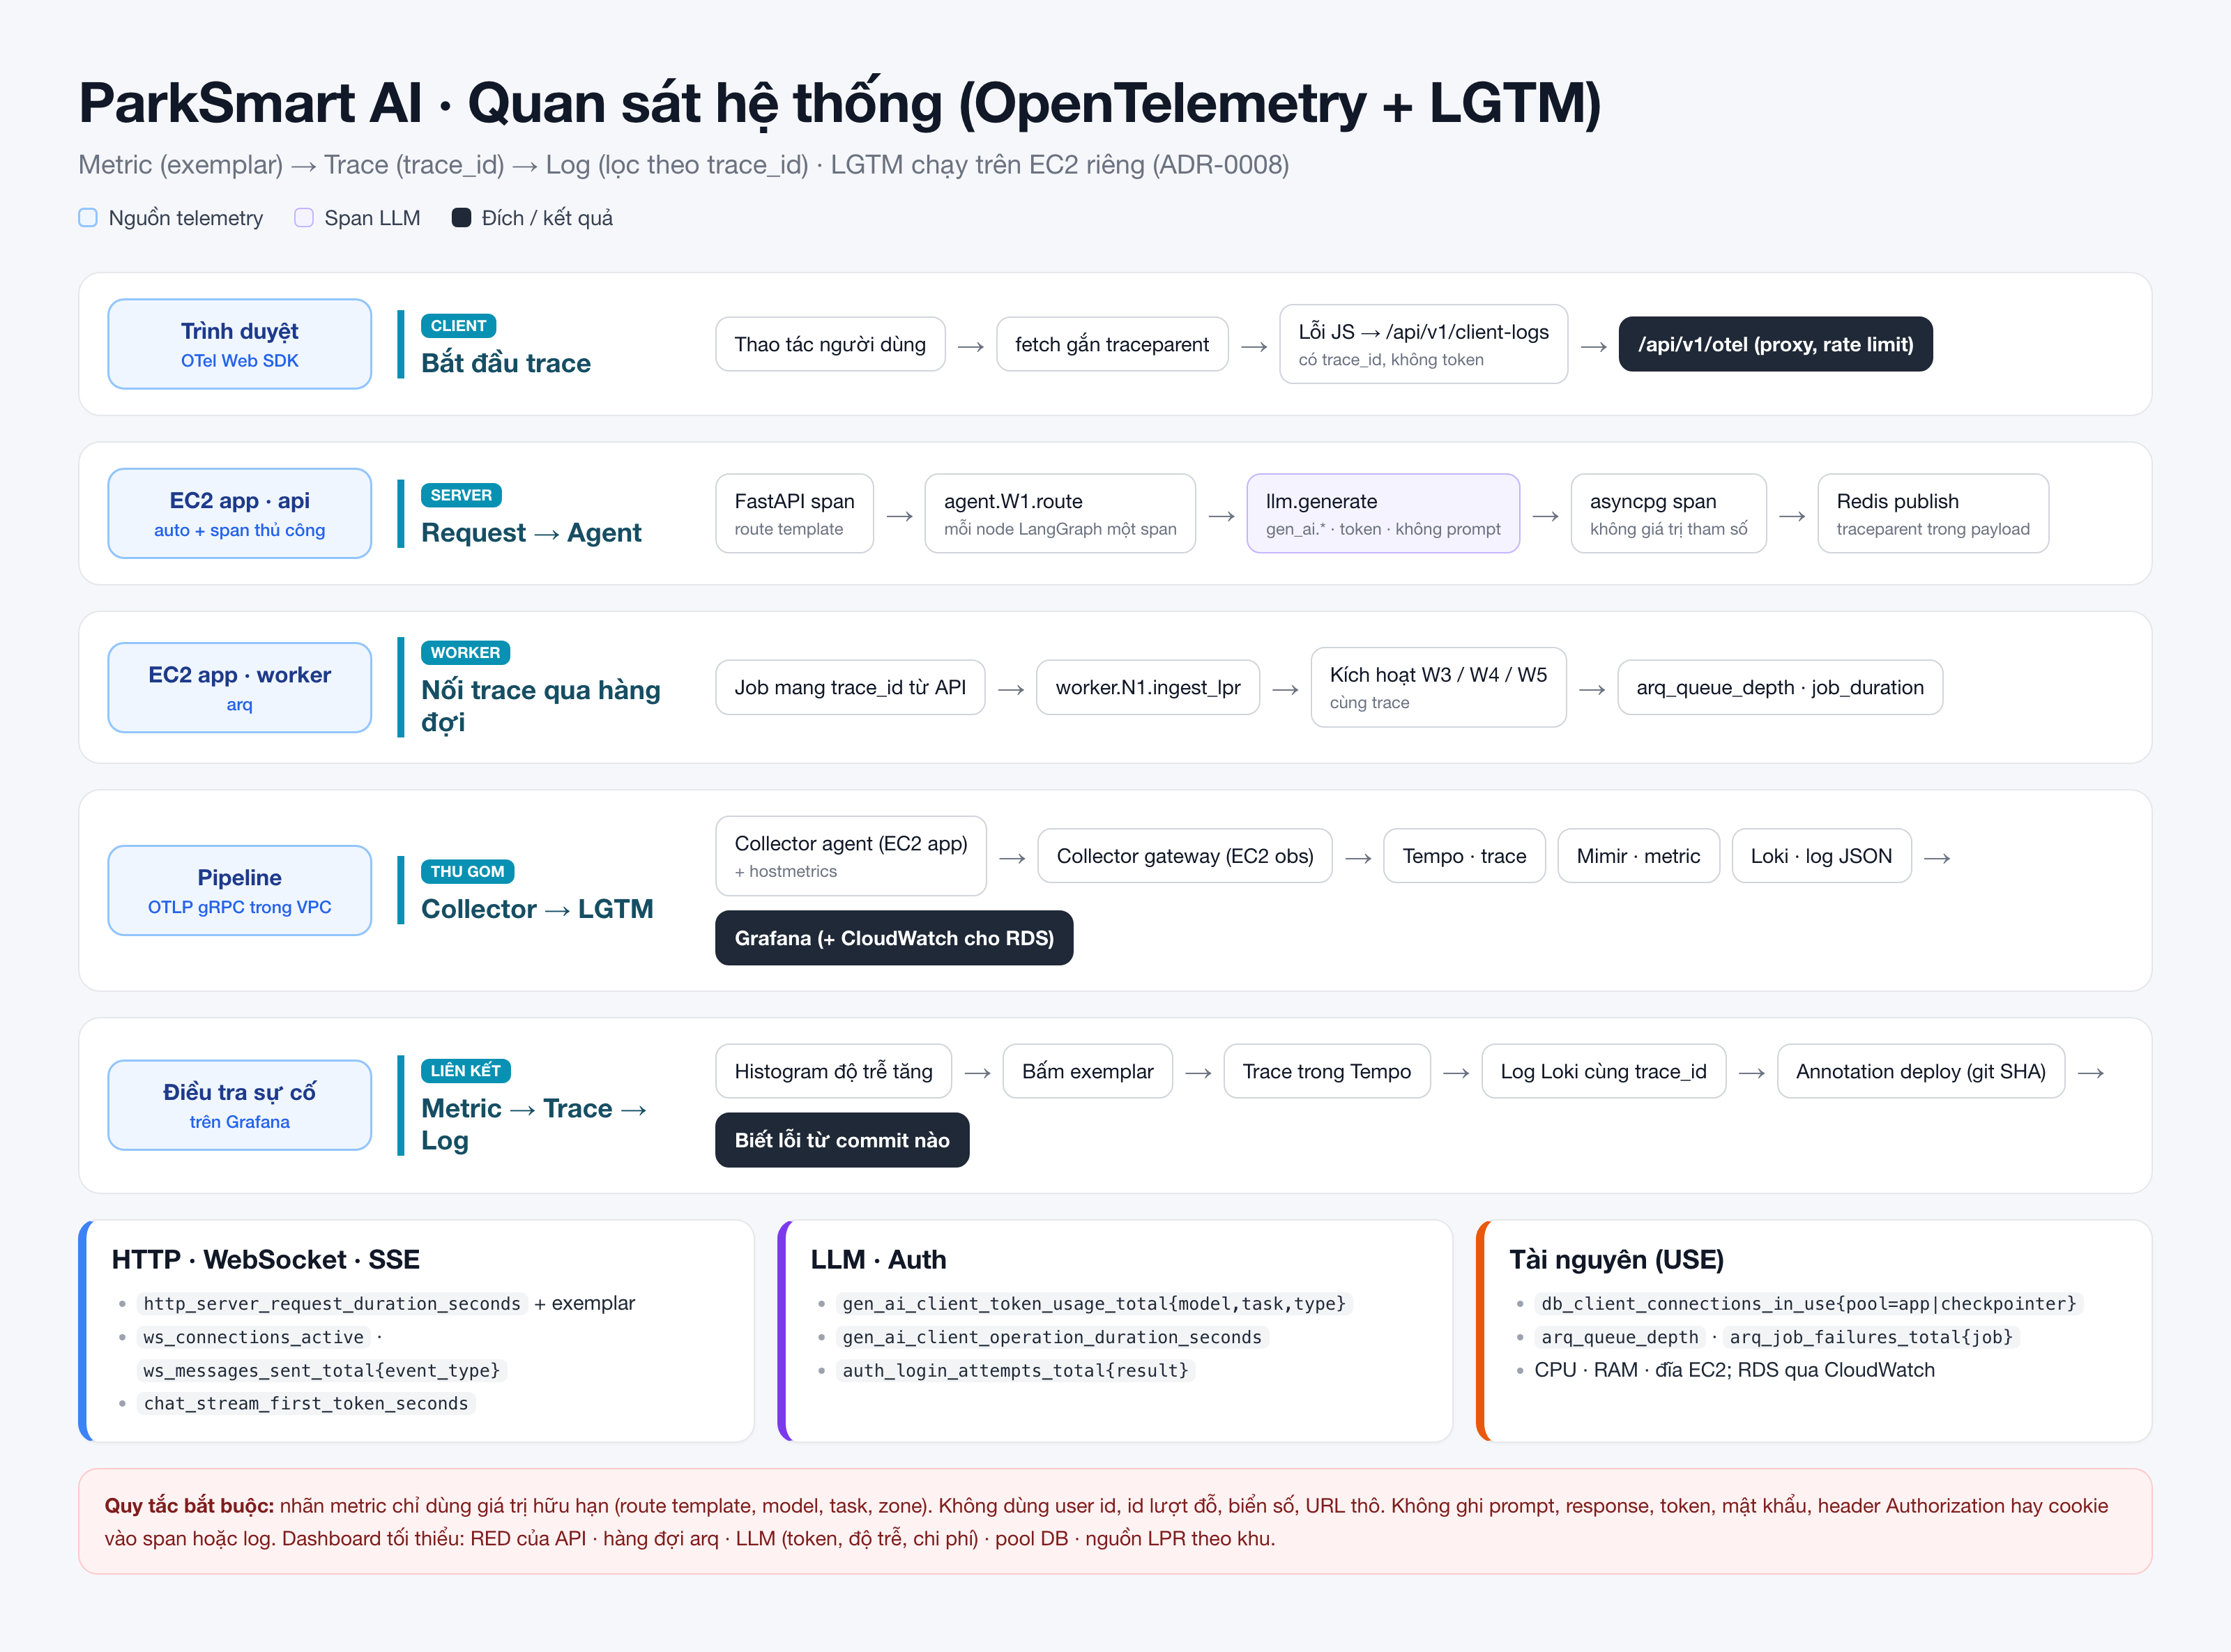 ParkSmart AI · Quan sát hệ thống (OpenTelemetry + LGTM)
Metric (exemplar) → Trace (trace_id) → Log (lọc theo trace_id) · LGTM chạy trên EC2 riêng (ADR-0008)
Nguồn telemetry
Span LLM
Đích / kết quả
Trình duyệt
OTel Web SDK
CLIENT
Bắt đầu trace
Thao tác người dùng →
fetch gắn traceparent →
Lỗi JS → /api/v1/client-logs
có trace_id, không token
→
/api/v1/otel (proxy, rate limit)
EC2 app · api
auto + span thủ công
SERVER
Request → Agent
FastAPI span
route template
→
agent.W1.route
mỗi node LangGraph một span
→
llm.generate
gen_ai.* · token · không prompt
→
asyncpg span
không giá trị tham số
→
Redis publish
traceparent trong payload
EC2 app · worker
arq
WORKER
Nối trace qua hàng
đợi
Job mang trace_id từ API →
worker.N1.ingest_lpr →
Kích hoạt W3 / W4 / W5
cùng trace
→
arq_queue_depth · job_duration
Pipeline
OTLP gRPC trong VPC
THU GOM
Collector → LGTM
Collector agent (EC2 app)
+ hostmetrics
→
Collector gateway (EC2 obs) →
Tempo · trace
Mimir · metric
Loki · log JSON →
Grafana (+ CloudWatch cho RDS)
Điều tra sự cố
trên Grafana
LIÊN KẾT
Metric → Trace →
Log
Histogram độ trễ tăng →
Bấm exemplar →
Trace trong Tempo →
Log Loki cùng trace_id →
Annotation deploy (git SHA) →
Biết lỗi từ commit nào
HTTP · WebSocket · SSE
• http_server_request_duration_seconds + exemplar
• ws_connections_active ·
ws_messages_sent_total{event_type}
• chat_stream_first_token_seconds
LLM · Auth
• gen_ai_client_token_usage_total{model,task,type}
• gen_ai_client_operation_duration_seconds
• auth_login_attempts_total{result}
Tài nguyên (USE)
• db_client_connections_in_use{pool=app|checkpointer}
• arq_queue_depth · arq_job_failures_total{job}
• CPU · RAM · đĩa EC2; RDS qua CloudWatch
Quy tắc bắt buộc: nhãn metric chỉ dùng giá trị hữu hạn (route template, model, task, zone). Không dùng user id, id lượt đỗ, biển số, URL thô. Không ghi prompt, response, token, mật khẩu, header Authorization hay cookie
vào span hoặc log. Dashboard tối thiểu: RED của API · hàng đợi arq · LLM (token, độ trễ, chi phí) · pool DB · nguồn LPR theo khu.